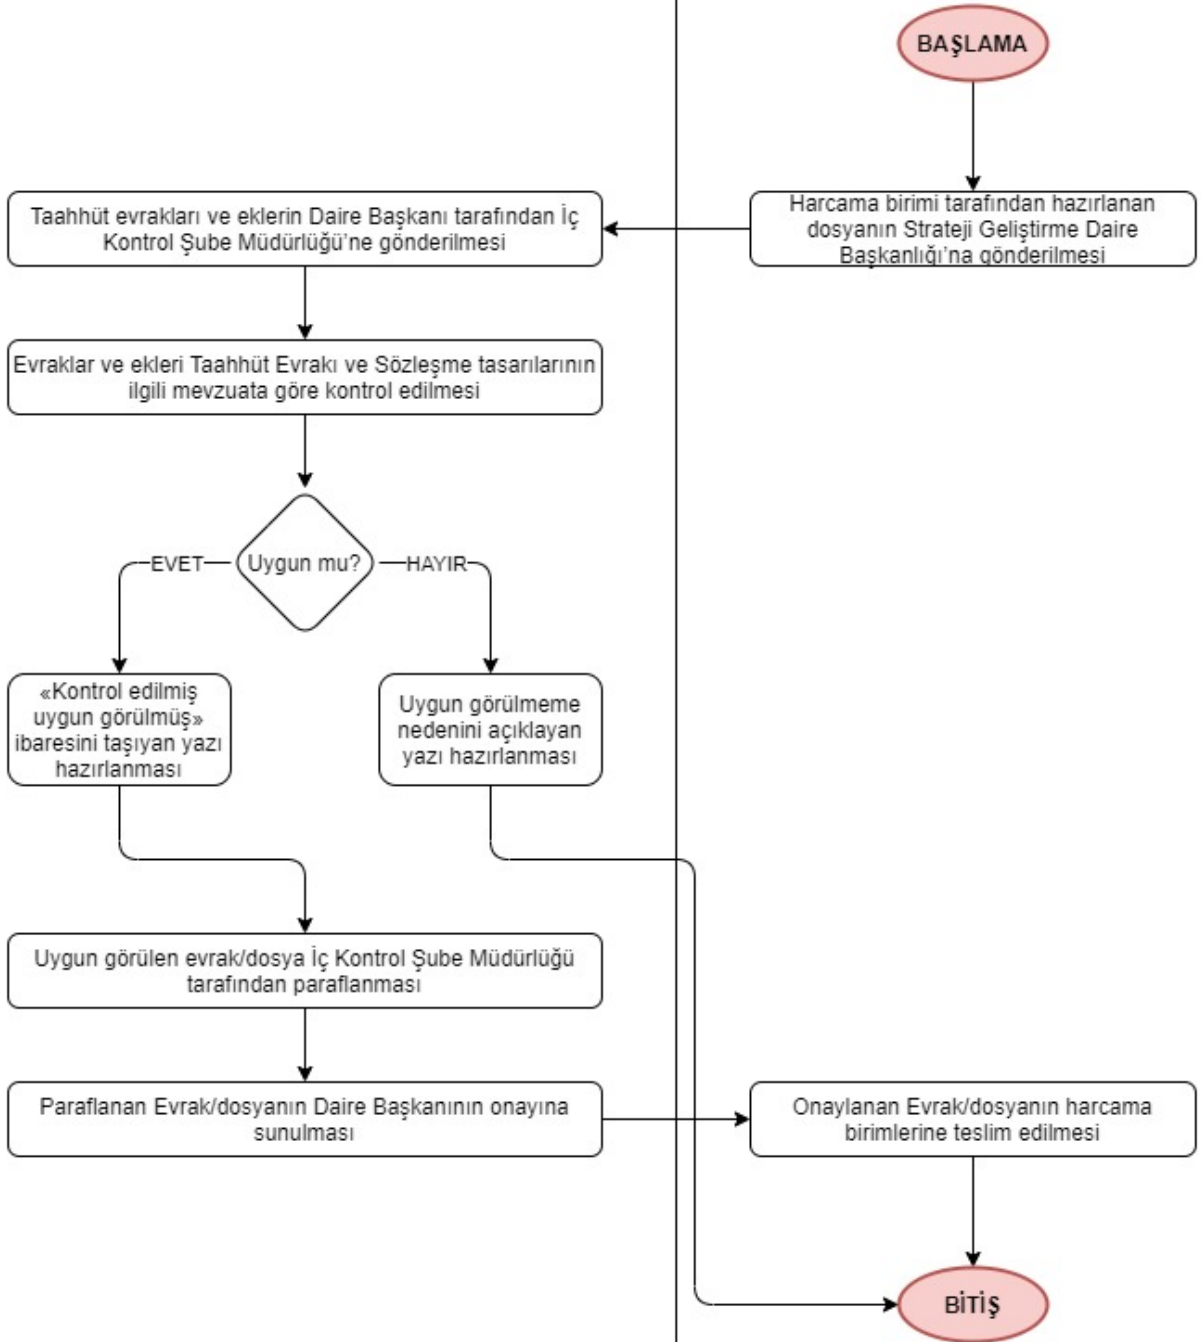 BAŞLAMA
Harcama birimi tarafından hazırlanan
dosyanın Strateji Geliştirme Daire
Başkanlığı'na gönderilmesi
Taahhüt evrakları ve eklerin Daire Başkanı tarafından İç
Kontrol Şube Müdürlüğü'ne gönderilmesi
Evraklar ve ekleri Taahhüt Evrakı ve Sözleşme tasarılarının
ilgili mevzuata göre kontrol edilmesi
Uygun mu?
EVET
HAYIR
«Kontrol edilmiş
uygun görülmüş»
ibaresini taşıyan yazı
hazırlanması
Uygun görülmeme
nedenini açıklayan
yazı hazırlanması
Uygun görülen evrak/dosya İç Kontrol Şube Müdürlüğü
tarafından paraflanması
Paraflanan Evrak/dosyanın Daire Başkanının onayına
sunulması
Onaylanan Evrak/dosyanın harcama
birimlerine teslim edilmesi
BİTİŞ